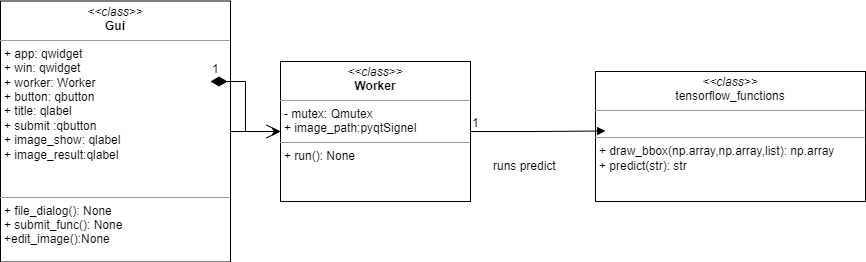 <<class>>
Gui
+ app: qwidget
+ win: qwidget
+ worker: Worker
+ button: qbutton
+ title: qlabel
+ submit :qbutton
+ image_show: qlabel
+ image_result:qlabel
+ file_dialog(): None
+ submit_func(): None
+edit_image():None
1
<<class>>
Worker
- mutex: Qmutex
+ image_path:pyqtSignel
+ run(): None
1
runs predict
<<class>>
tensorflow_functions
+ draw_bbox(np.array,np.array,list): np.array
+ predict(str): str